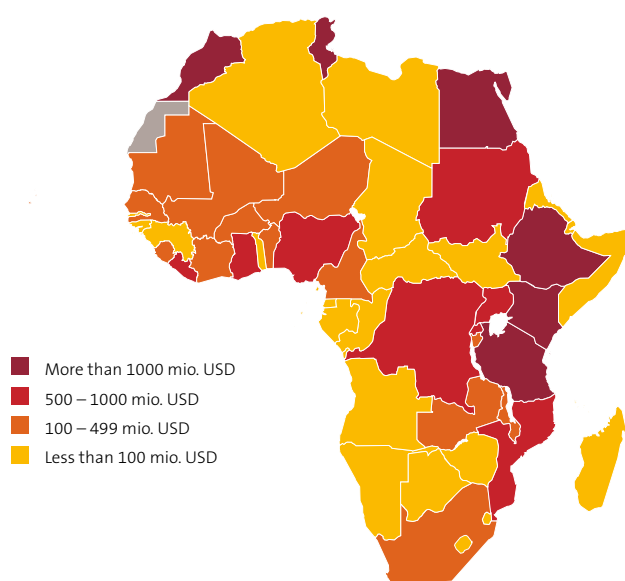 More than 1000 mio. USD
500 – 1000 mio. USD
100 – 499 mio. USD
Less than 100 mio. USD